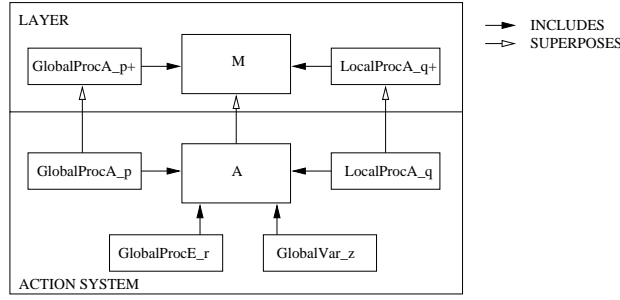 LAYER
GlobalProcA_p+
M
LocalProcA_q+
INCLUDES
SUPERPOSES
GlobalProcA_p
A
LocalProcA_q
GlobalProcE_r
GlobalVar_z
ACTION SYSTEM